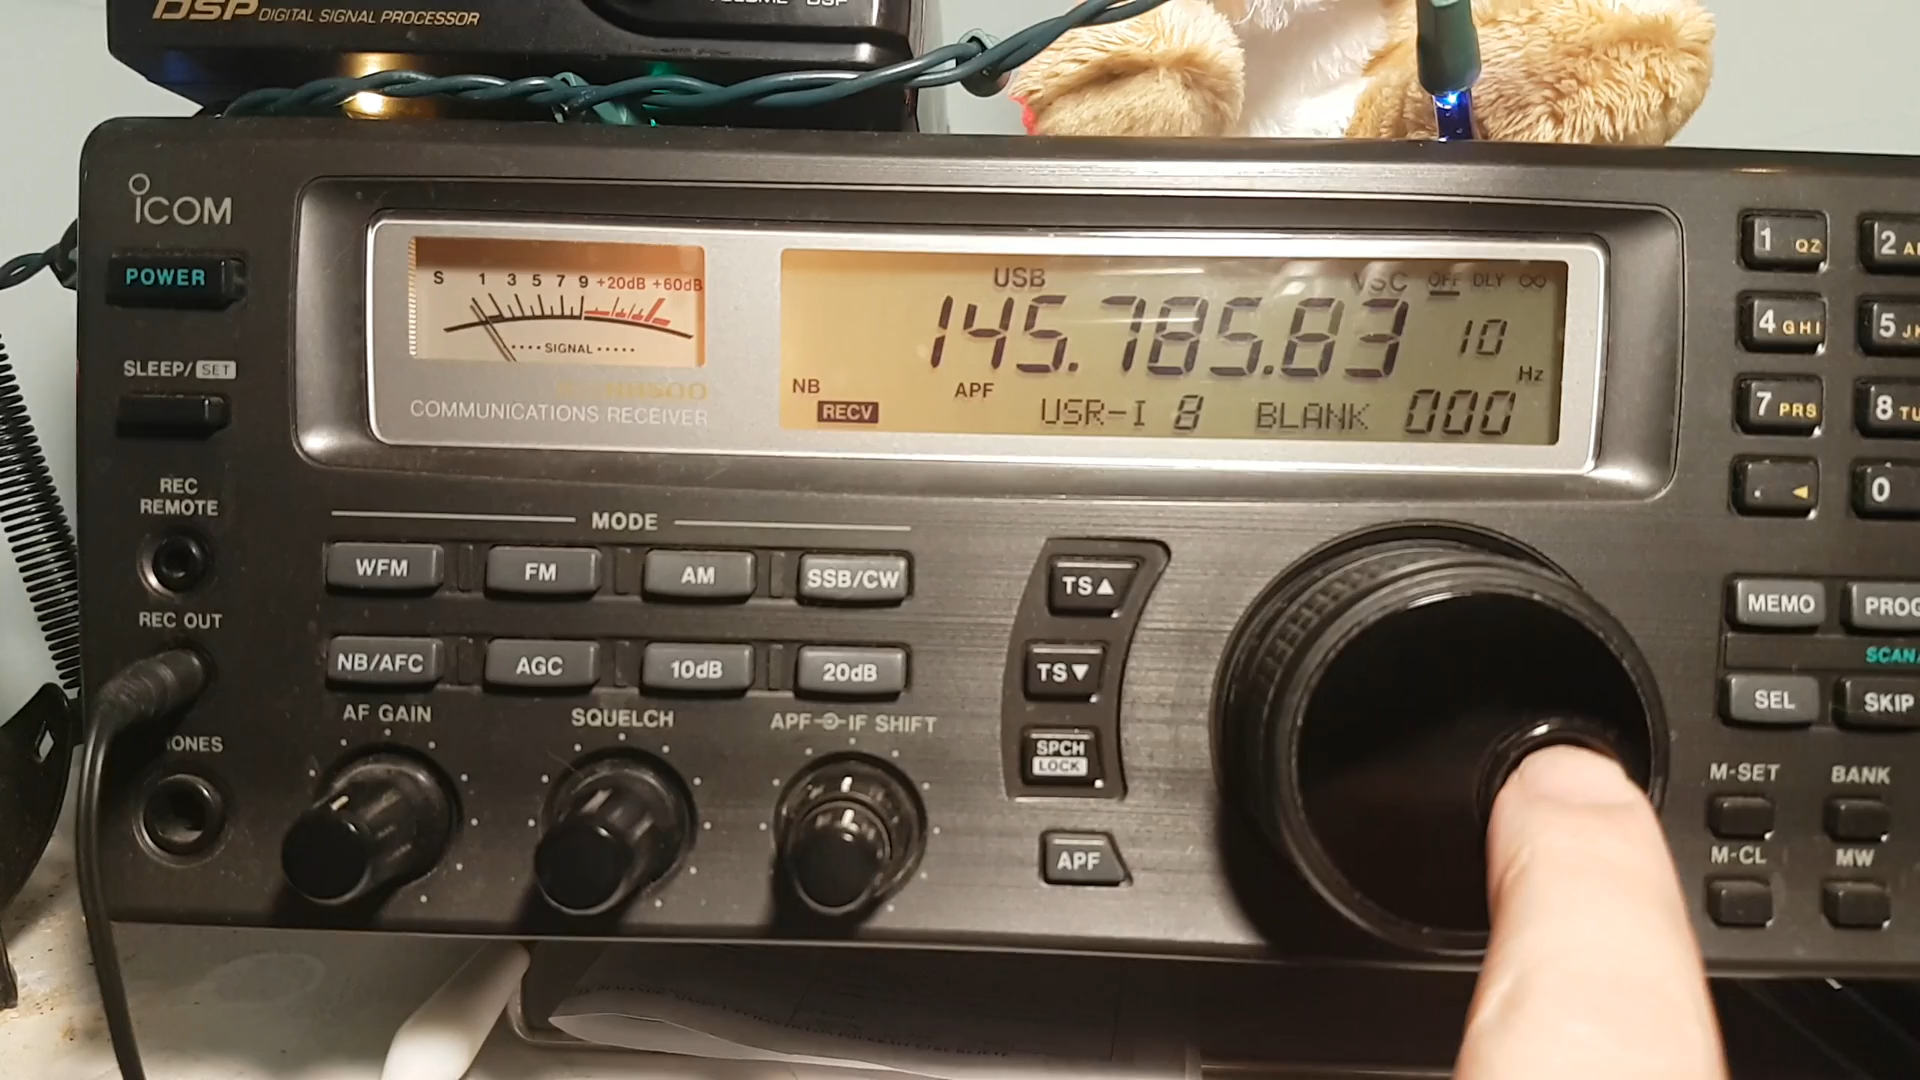 DSP DIGITAL SIGNAL PROCESSOR
ICOM
POWER
SLEEP/SET
REC
REMOTE
REC OUT
S 1 3 5 7 9 +20dB +60dB
SIGNAL
COMMUNICATIONS RECEIVER
USB VSC OFF DLY ∞
145.785.83 10
Hz
NB APF
RECV USR-I 8 BLANK 000
MODE
WFM FM AM SSB/CW
NB/AFC AGC 10dB 20dB
AF GAIN SQUELCH APF IF SHIFT
TS▲
TS▼
SPCH
LOCK
APF
1 QZ 2
4 GHI 5
7 PRS 8
. ◀ 0
MEMO
SEL SKIP
M-SET BANK
M-CL MW